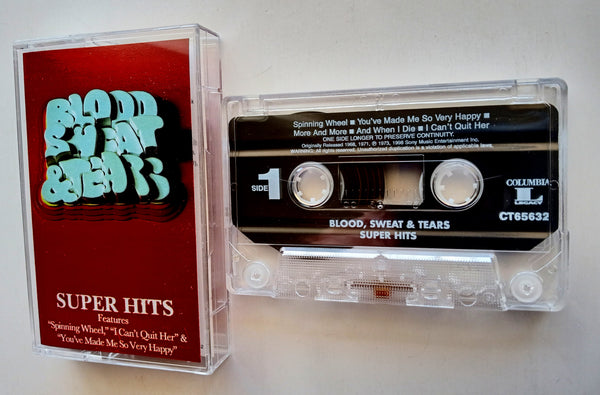 BLOOD
SWEAT
& TEARS
SUPER HITS
Features
"Spinning Wheel," "I Can't Quit Her" &
"You've Made Me So Very Happy"
Spinning Wheel ■ You've Made Me So Very Happy ■
More And More ■ And When I Die ■ I Can't Quit Her
ONE SIDE LONGER TO PRESERVE CONTINUITY.
Originally Released 1968, 1971, ℗ 1973, 1998 Sony Music Entertainment Inc.
WARNING: All Rights Reserved. Unauthorized duplication is a violation of applicable laws.
SIDE 1
COLUMBIA
LEGACY
CT65632
BLOOD, SWEAT & TEARS
SUPER HITS